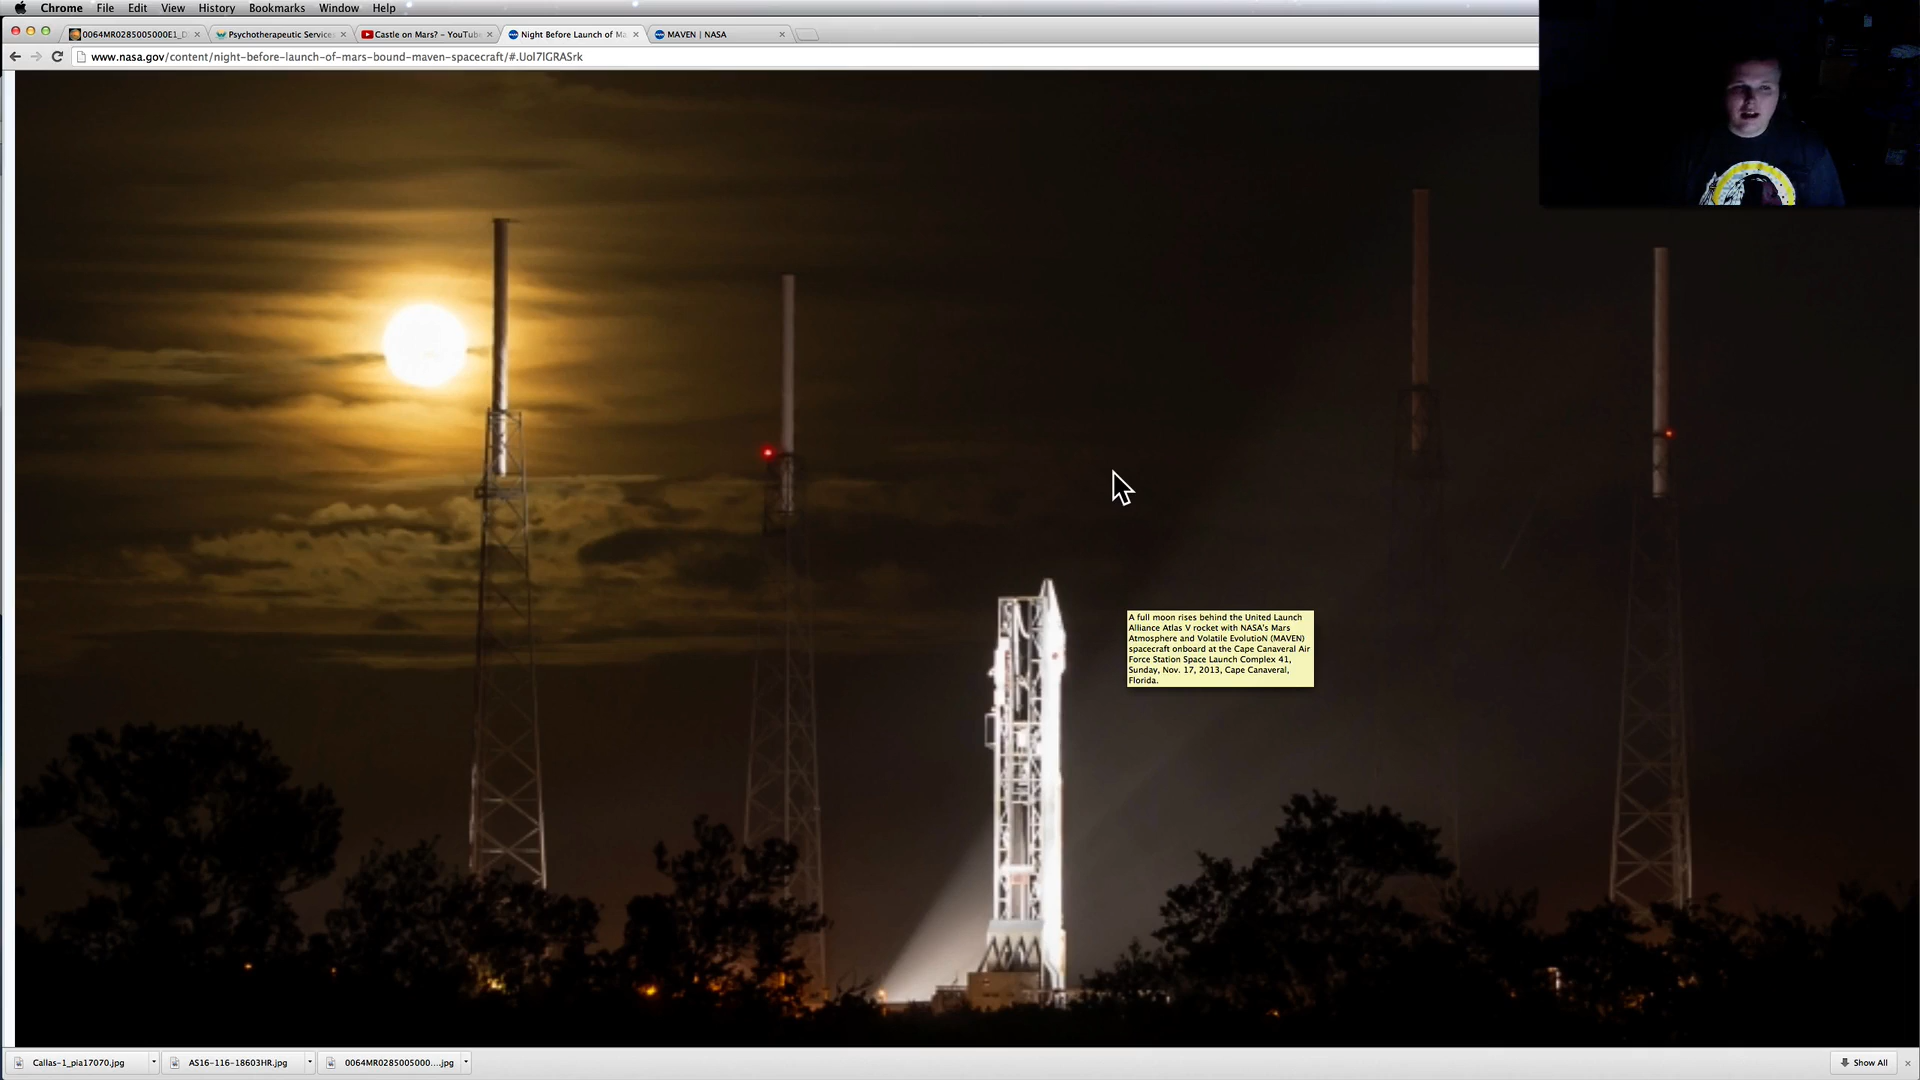 Chrome File Edit View History Bookmarks Window Help
0064MR0285005000E1_D
Psychotherapeutic Service
Castle on Mars? - YouTube
Night Before Launch of Ma
MAVEN | NASA
www.nasa.gov/content/night-before-launch-of-mars-bound-maven-spacecraft/#.Uol7lGRASrk
A full moon rises behind the United Launch
Alliance Atlas V rocket with NASA's Mars
Atmosphere and Volatile EvolutioN (MAVEN)
spacecraft onboard at the Cape Canaveral Air
Force Station Space Launch Complex 41,
Sunday, Nov. 17, 2013, Cape Canaveral,
Florida.
Callas-1_pia17070.jpg
AS16-116-18603HR.jpg
0064MR0285005000....jpg
Show All